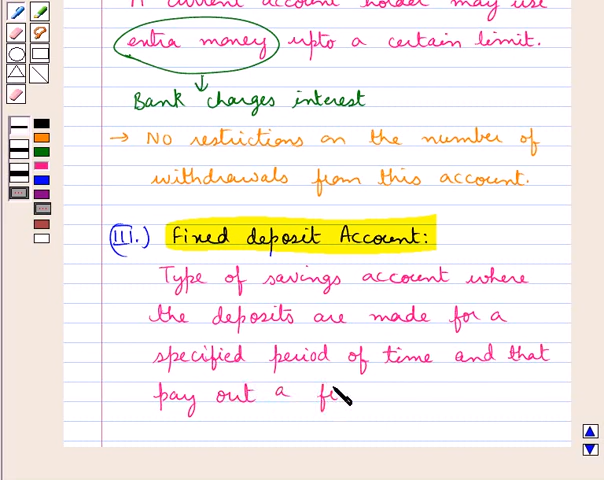 A current account holder may use
extra money upto a certain limit.
Bank charges interest
→ No restrictions on the number of
withdrawals from this account.
III.) Fixed deposit Account:
Type of savings account where
the deposits are made for a
specified period of time and that
pay out a fi